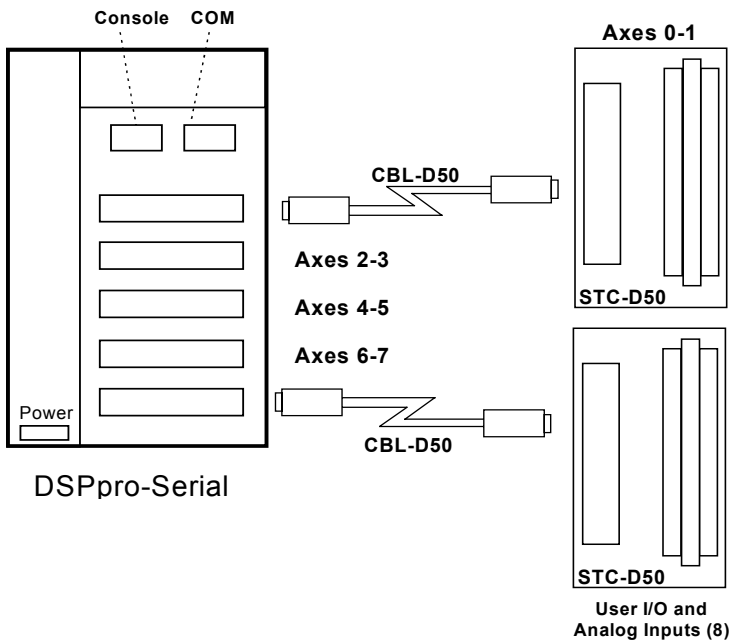 Console COM
Axes 0-1
CBL-D50
Axes 2-3
Axes 4-5
STC-D50
Axes 6-7
Power
CBL-D50
DSPpro-Serial
STC-D50
User I/O and
Analog Inputs (8)